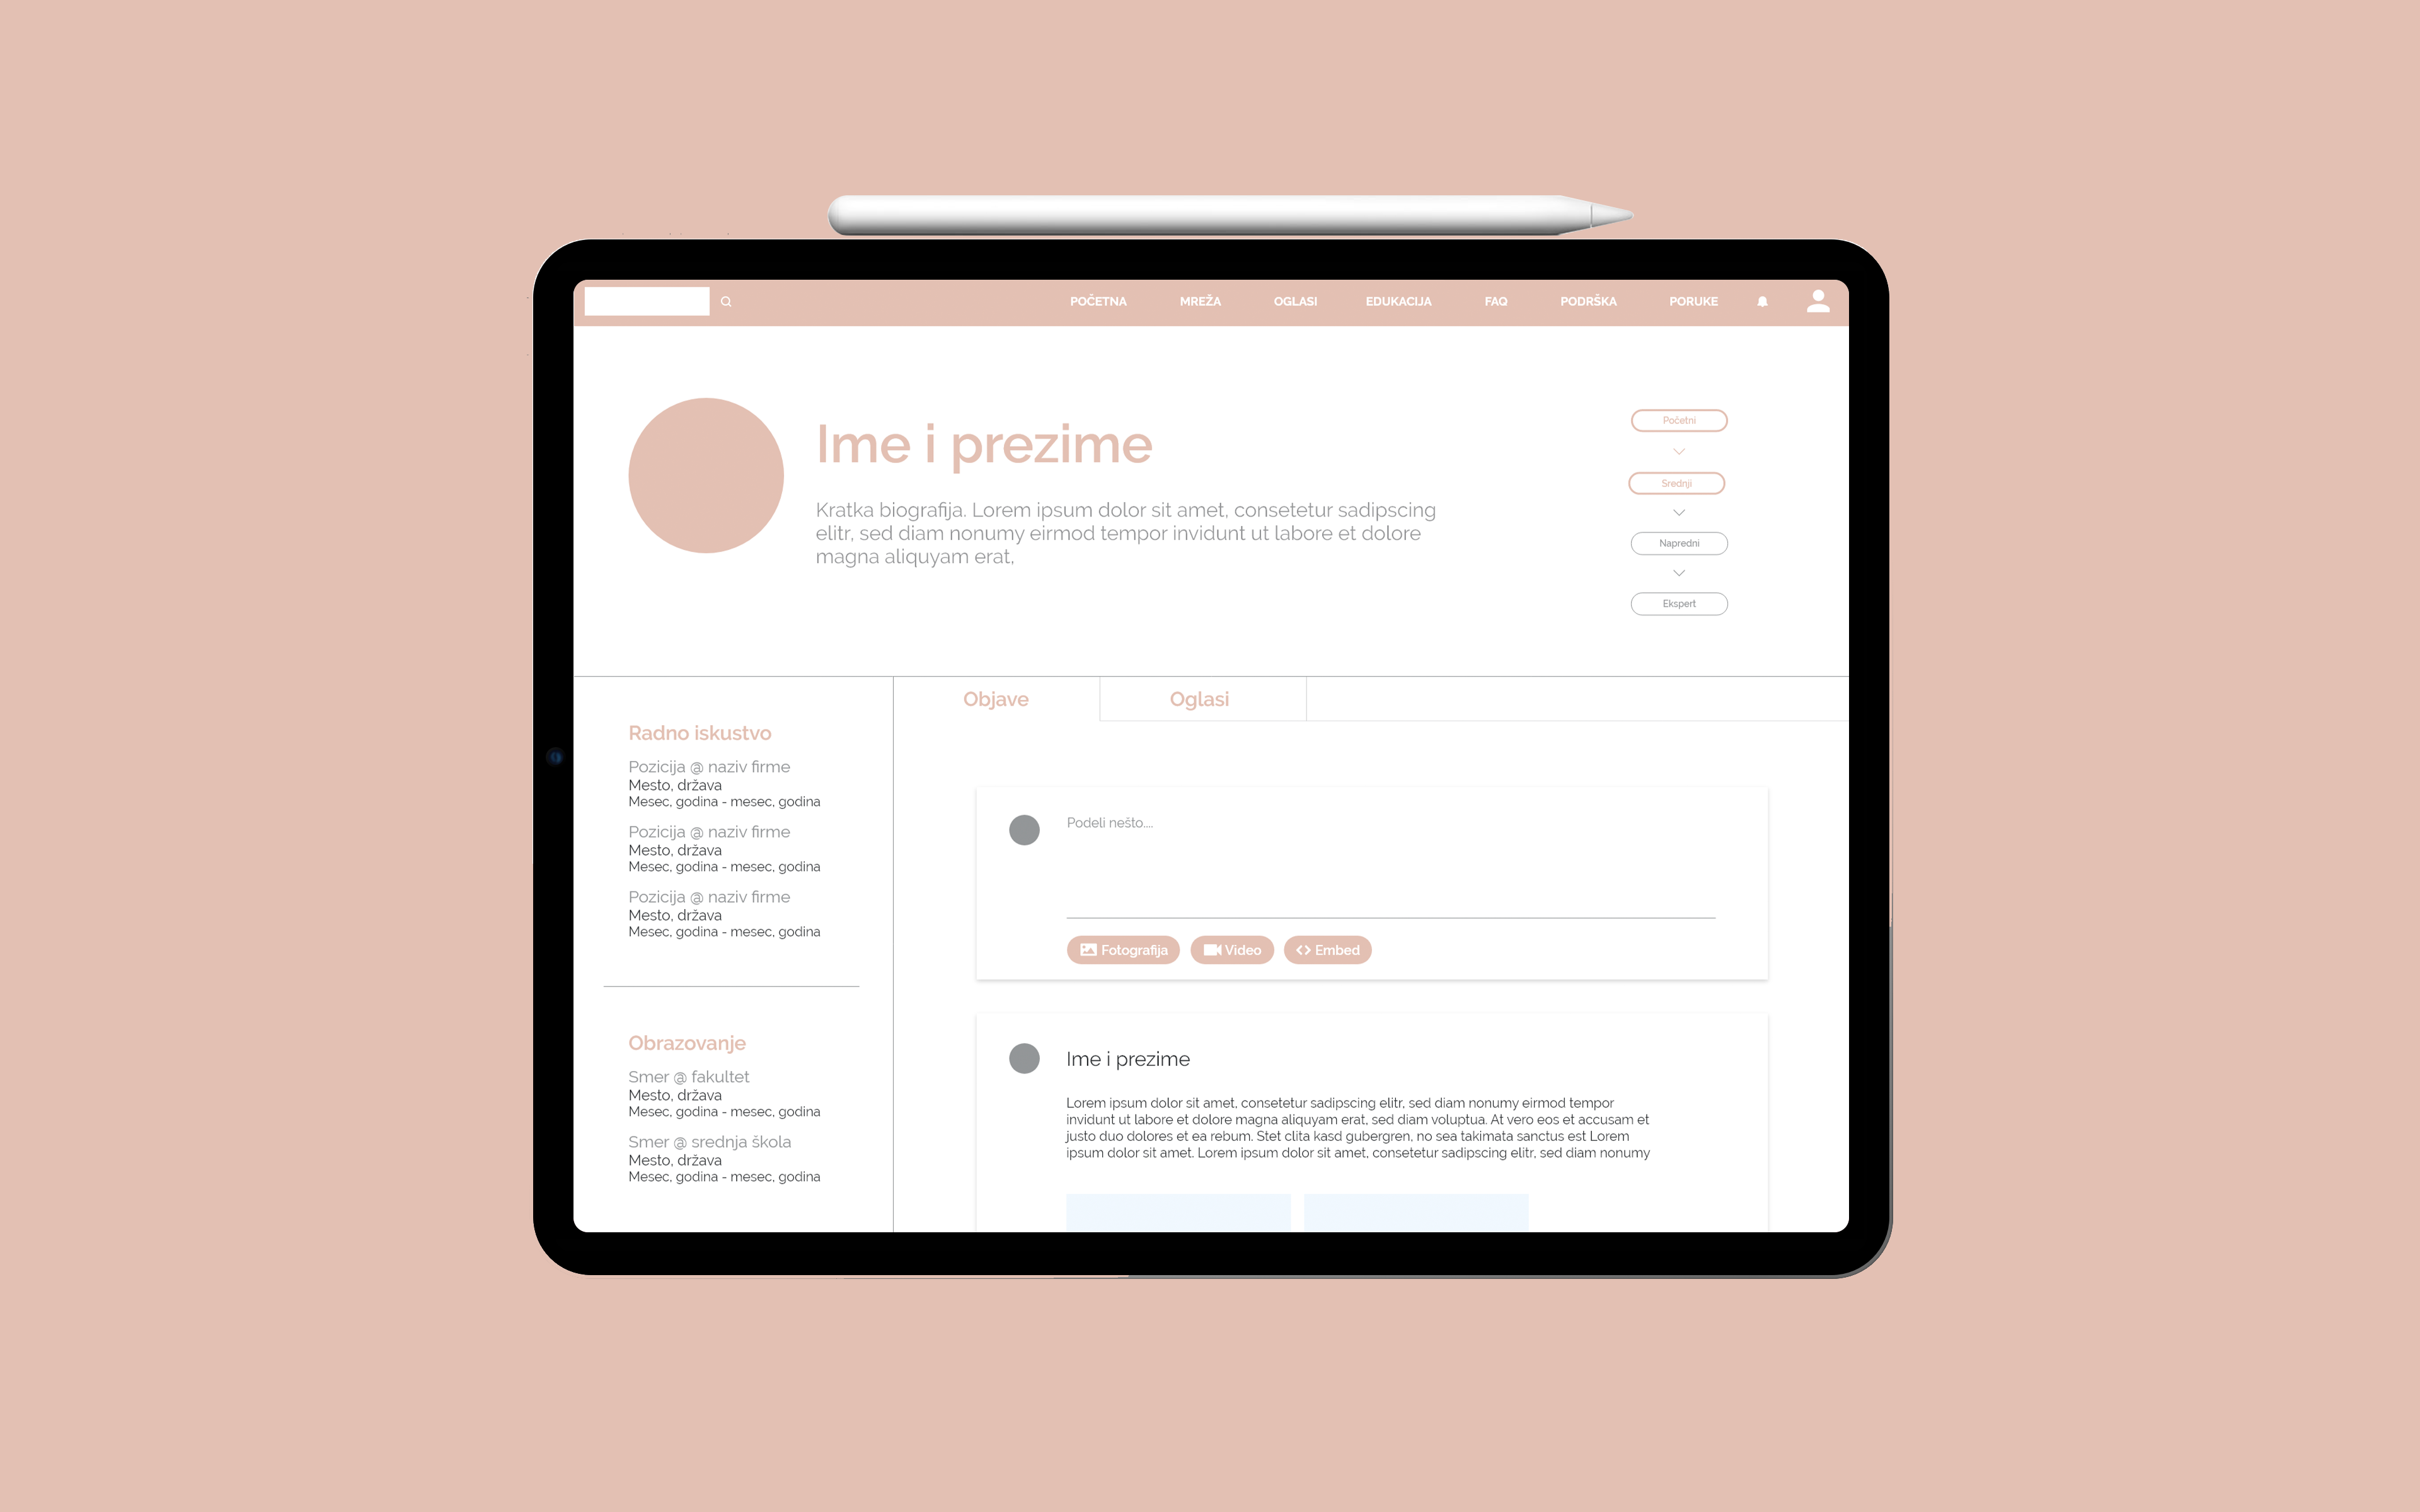 POČETNA MREŽA OGLASI EDUKACIJA FAQ PODRŠKA PORUKE
Ime i prezime
Kratka biografija. Lorem ipsum dolor sit amet, consetetur sadipscing
elitr, sed diam nonumy eirmod tempor invidunt ut labore et dolore
magna aliquyam erat,
Početni
Srednji
Napredni
Ekspert
Radno iskustvo
Pozicija @ naziv firme
Mesto, država
Mesec, godina - mesec, godina
Pozicija @ naziv firme
Mesto, država
Mesec, godina - mesec, godina
Pozicija @ naziv firme
Mesto, država
Mesec, godina - mesec, godina
Obrazovanje
Smer @ fakultet
Mesto, država
Mesec, godina - mesec, godina
Smer @ srednja škola
Mesto, država
Mesec, godina - mesec, godina
Objave Oglasi
Podeli nešto....
Fotografija Video Embed
Ime i prezime
Lorem ipsum dolor sit amet, consetetur sadipscing elitr, sed diam nonumy eirmod tempor
invidunt ut labore et dolore magna aliquyam erat, sed diam voluptua. At vero eos et accusam et
justo duo dolores et ea rebum. Stet clita kasd gubergren, no sea takimata sanctus est Lorem
ipsum dolor sit amet. Lorem ipsum dolor sit amet, consetetur sadipscing elitr, sed diam nonumy